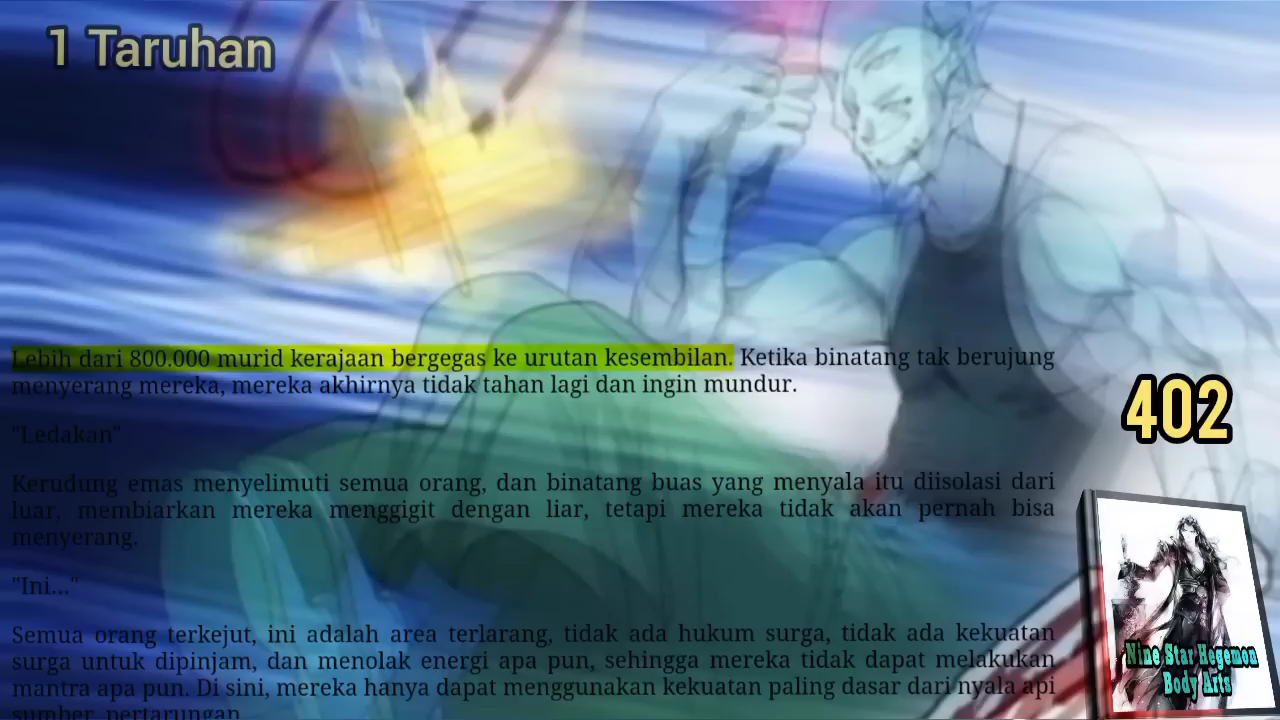 1 Taruhan
Lebih dari 800.000 murid kerajaan bergegas ke urutan kesembilan. Ketika binatang tak berujung
menyerang mereka, mereka akhirnya tidak tahan lagi dan ingin mundur.
"Ledakan"
Kerudung emas menyelimuti semua orang, dan binatang buas yang menyala itu diisolasi dari
luar, membiarkan mereka menggigit dengan liar, tetapi mereka tidak akan pernah bisa
menyerang.
"Ini..."
Semua orang terkejut, ini adalah area terlarang, tidak ada hukum surga, tidak ada kekuatan
surga untuk dipinjam, dan menolak energi apa pun, sehingga mereka tidak dapat melakukan
mantra apa pun. Di sini, mereka hanya dapat menggunakan kekuatan paling dasar dari nyala api
sumber, pertarungan
402
Nine Star Hegemon
Body Arts